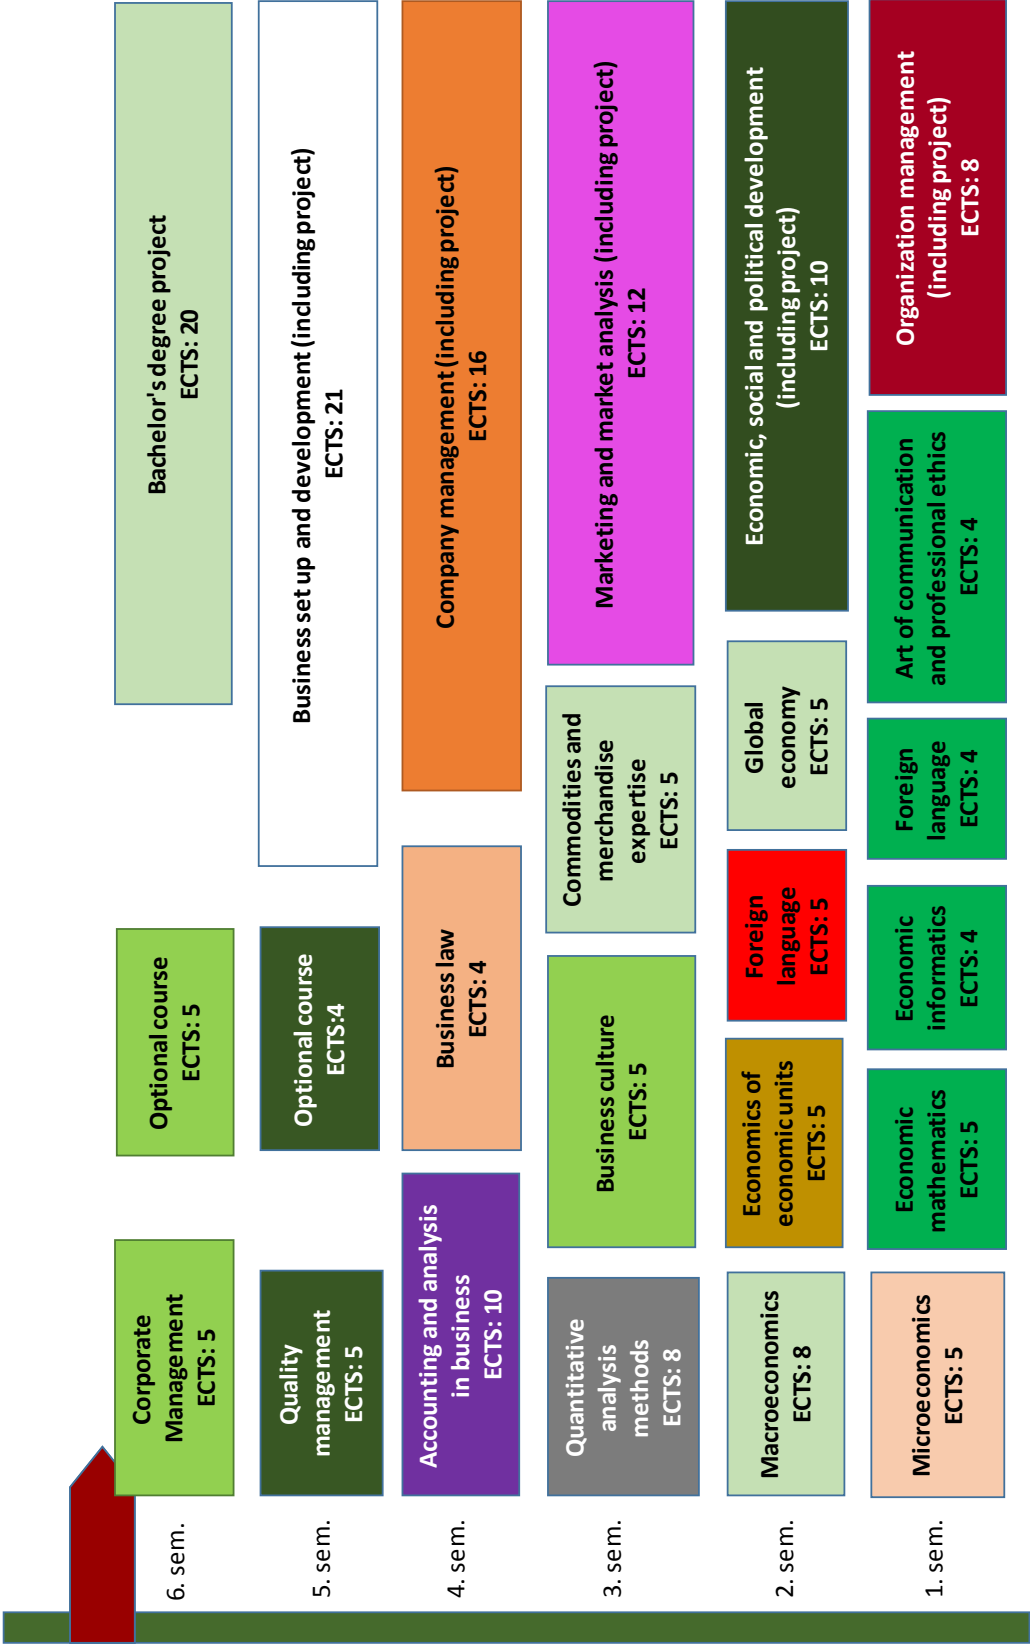 6. sem.
Corporate
Management
ECTS: 5
Optional course
ECTS: 5
Bachelor's degree project
ECTS: 20
5. sem.
Quality
management
ECTS: 5
Optional course
ECTS:4
Business set up and development (including project)
ECTS: 21
4. sem.
Accounting and analysis
in business
ECTS: 10
Business law
ECTS: 4
Company management (including project)
ECTS: 16
3. sem.
Quantitative
analysis
methods
ECTS: 8
Business culture
ECTS: 5
Commodities and
merchandise
expertise
ECTS: 5
Marketing and market analysis (including project)
ECTS: 12
2. sem.
Macroeconomics
ECTS: 8
Economics of
economic units
ECTS: 5
Foreign
language
ECTS: 5
Global
economy
ECTS: 5
Economic, social and political development
(including project)
ECTS: 10
1. sem.
Microeconomics
ECTS: 5
Economic
mathematics
ECTS: 5
Economic
informatics
ECTS: 4
Foreign
language
ECTS: 4
Art of communication
and professional ethics
ECTS: 4
Organization management
(including project)
ECTS: 8